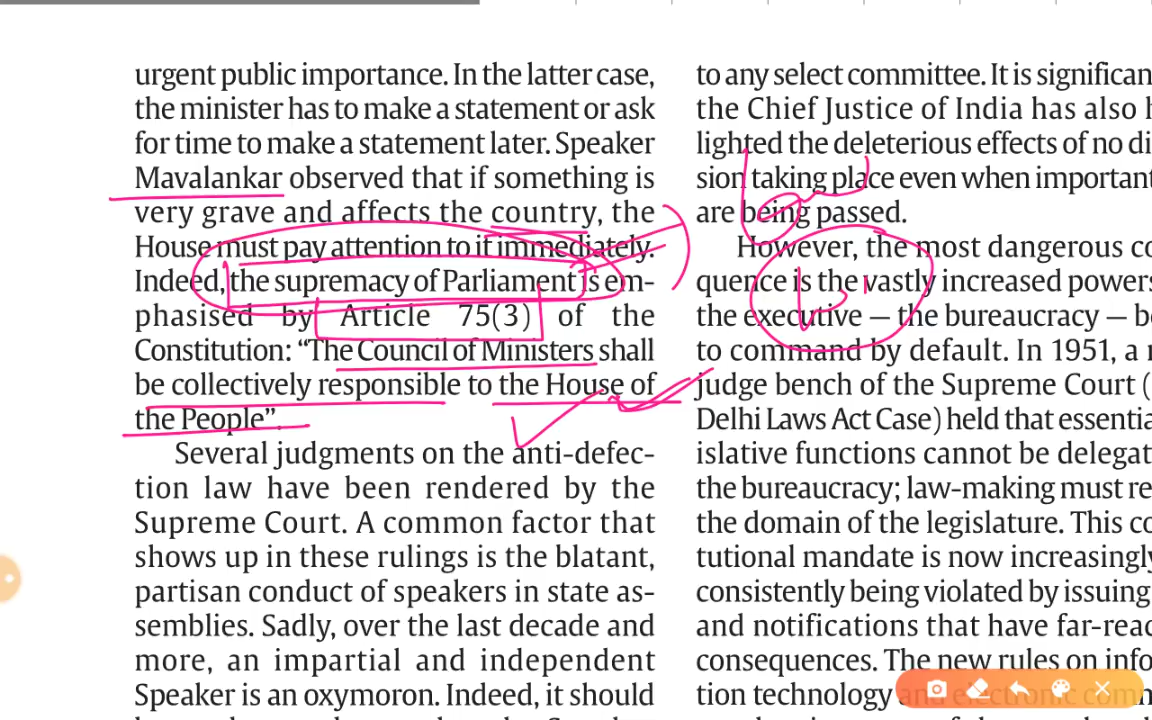 urgent public importance. In the latter case,
the minister has to make a statement or ask
for time to make a statement later. Speaker
Mavalankar observed that if something is
very grave and affects the country, the
House must pay attention to it immediately.
Indeed, the supremacy of Parliament is em-
phasised by Article 75(3) of the
Constitution: “The Council of Ministers shall
be collectively responsible to the House of
the People”.
Several judgments on the anti-defec-
tion law have been rendered by the
Supreme Court. A common factor that
shows up in these rulings is the blatant,
partisan conduct of speakers in state as-
semblies. Sadly, over the last decade and
more, an impartial and independent
Speaker is an oxymoron. Indeed, it should
to any select committee. It is significan
the Chief Justice of India has also h
lighted the deleterious effects of no di
sion taking place even when important
are being passed.
However, the most dangerous co
quence is the vastly increased powers
the executive — the bureaucracy — b
to command by default. In 1951, a
judge bench of the Supreme Court (
Delhi Laws Act Case) held that essentia
islative functions cannot be delegat
the bureaucracy; law-making must re
the domain of the legislature. This co
tutional mandate is now increasingly
consistently being violated by issuing
and notifications that have far-reac
consequences. The new rules on info
tion technology and electronic com